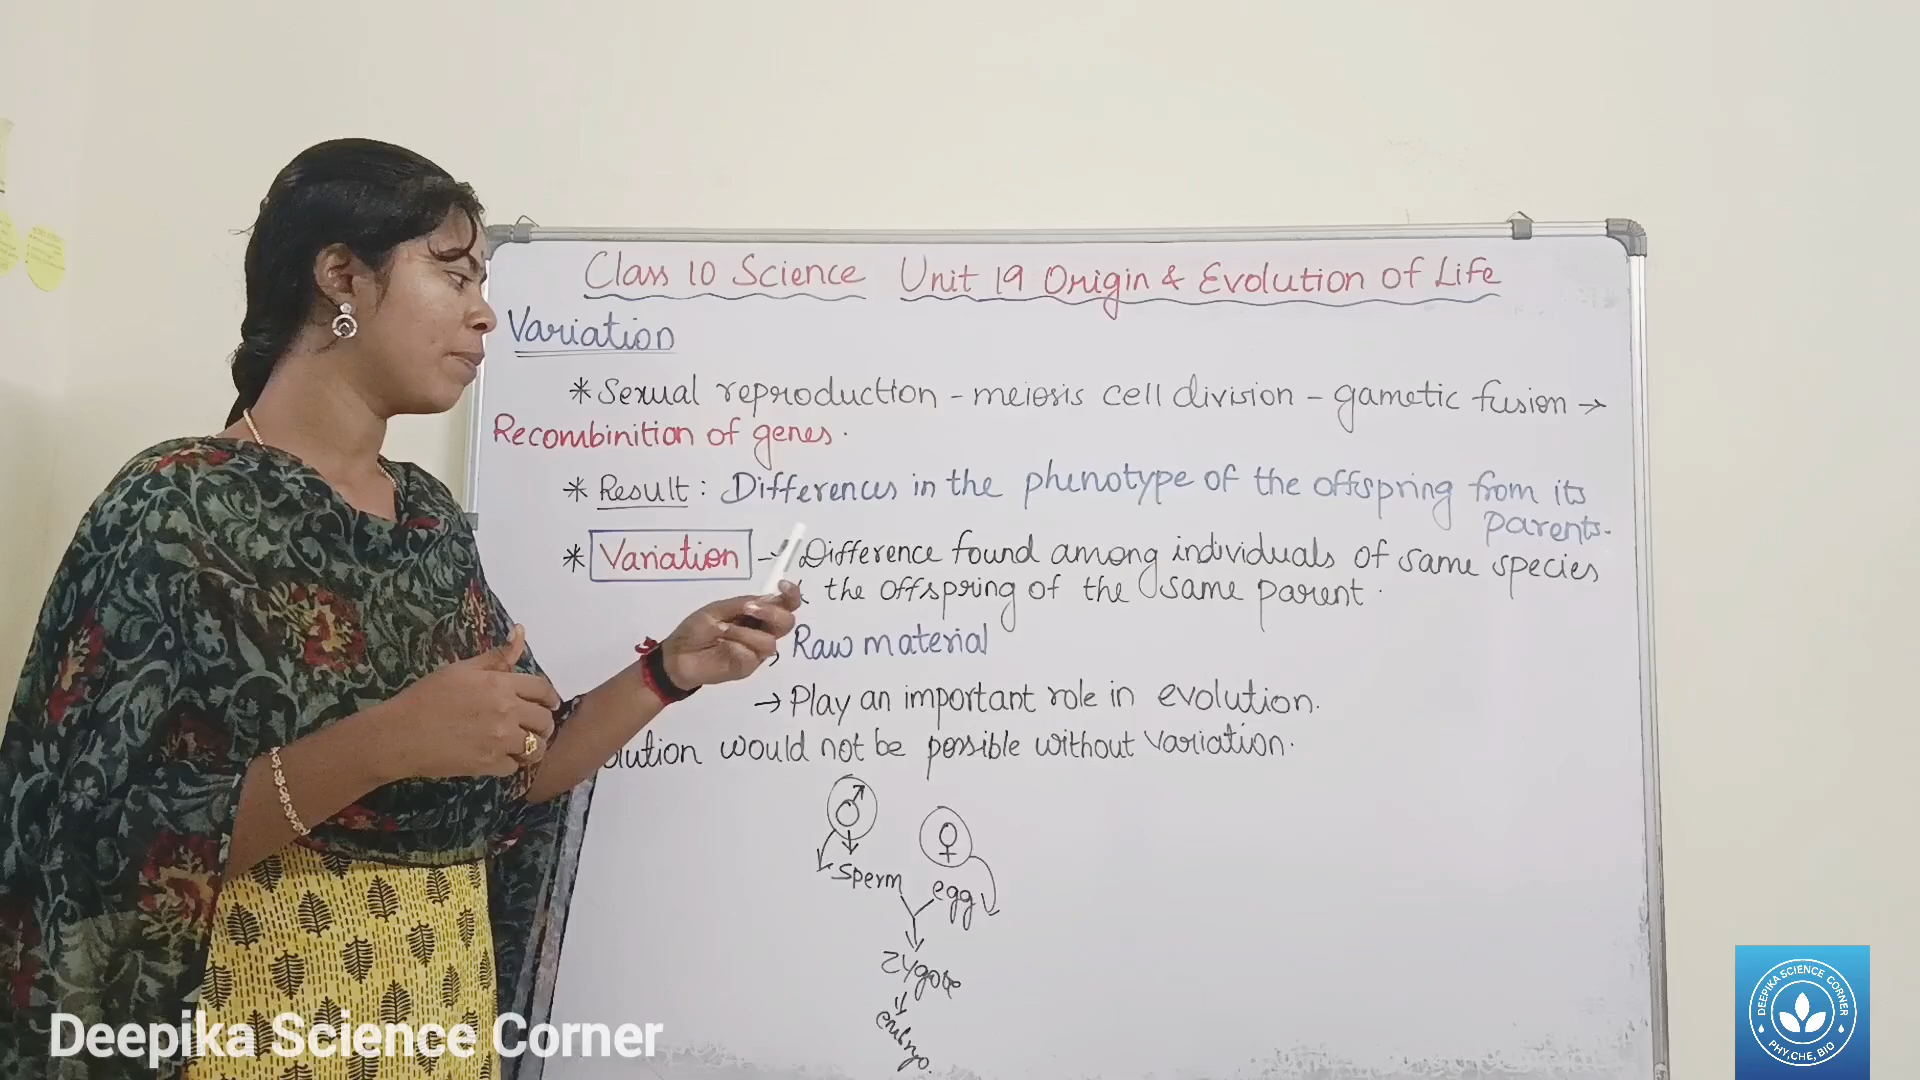 Class 10 Science Unit 19 Origin & Evolution of Life
Variation
* Sexual reproduction - meiosis cell division - gametic fusion →
Recombinition of genes.
* Result : Differences in the phenotype of the offspring from its
parents.
* Variation → Difference found among individuals of same species
& the offspring of the same parent.
→ Raw material
→ Play an important role in evolution.
olution would not be possible without variation.
♂ ♀
sperm egg
zygote
embryo.
Deepika Science Corner
DEEPIKA SCIENCE CORNER
PHY, CHE, BIO